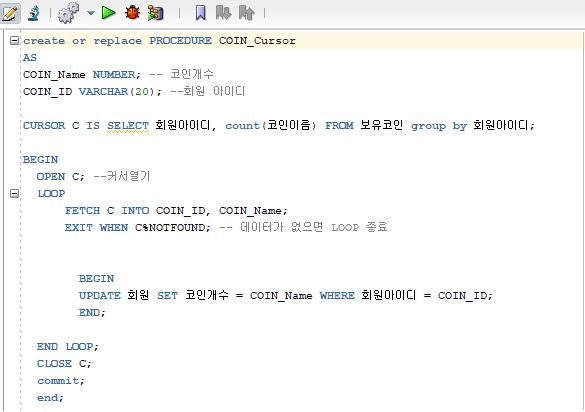 create or replace PROCEDURE COIN_Cursor
AS
COIN_Name NUMBER; -- 코인개수
COIN_ID VARCHAR(20); --회원 아이디
CURSOR C IS SELECT 회원아이디, count(코인이름) FROM 보유코인 group by 회원아이디;
BEGIN
OPEN C; --커서열기
LOOP
FETCH C INTO COIN_ID, COIN_Name;
EXIT WHEN C%NOTFOUND; -- 데이터가 없으면 LOOP 종료
BEGIN
UPDATE 회원 SET 코인개수 = COIN_Name WHERE 회원아이디 = COIN_ID;
END;
END LOOP;
CLOSE C;
commit;
end;